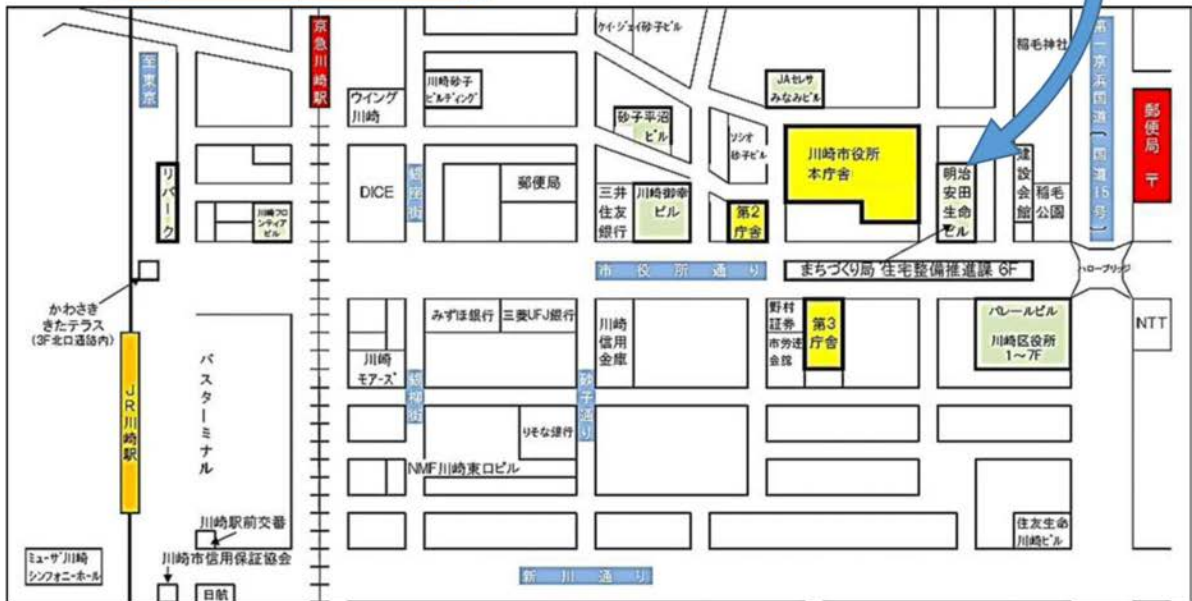 ケイ・ジェイ砂子ビル
稲毛神社
京急川崎駅
第一京浜国道(国道15号)
至東京
川崎砂子
ビルディング
JAセレサ
みなみビル
ウイング
川崎
郵便局 〒
砂子平沼
ビル
ソシオ
砂子ビル
川崎市役所
本庁舎
リバーク
DICE
銀座街
郵便局
三井
住友
銀行
川崎御幸
ビル
第2
庁舎
明治
安田
生命
ビル
建設会館
稲毛
公園
川崎フロ
ンティア
ビル
市役所通り
まちづくり局 住宅整備推進課 6F
ハローブリッジ
かわさき
きたテラス
(3F北口通路内)
みずほ銀行
三菱UFJ銀行
川崎
信用
金庫
野村
証券
市労連
会館
第3
庁舎
パレールビル
川崎区役所
1~7F
NTT
JR川崎駅
バスターミナル
川崎
モアーズ
銀柳街
砂子通り
りそな銀行
NMF川崎東口ビル
川崎駅前交番
ミューザ川崎
シンフォニーホール
川崎市信用保証協会
住友生命
川崎ビル
新川通り
日航